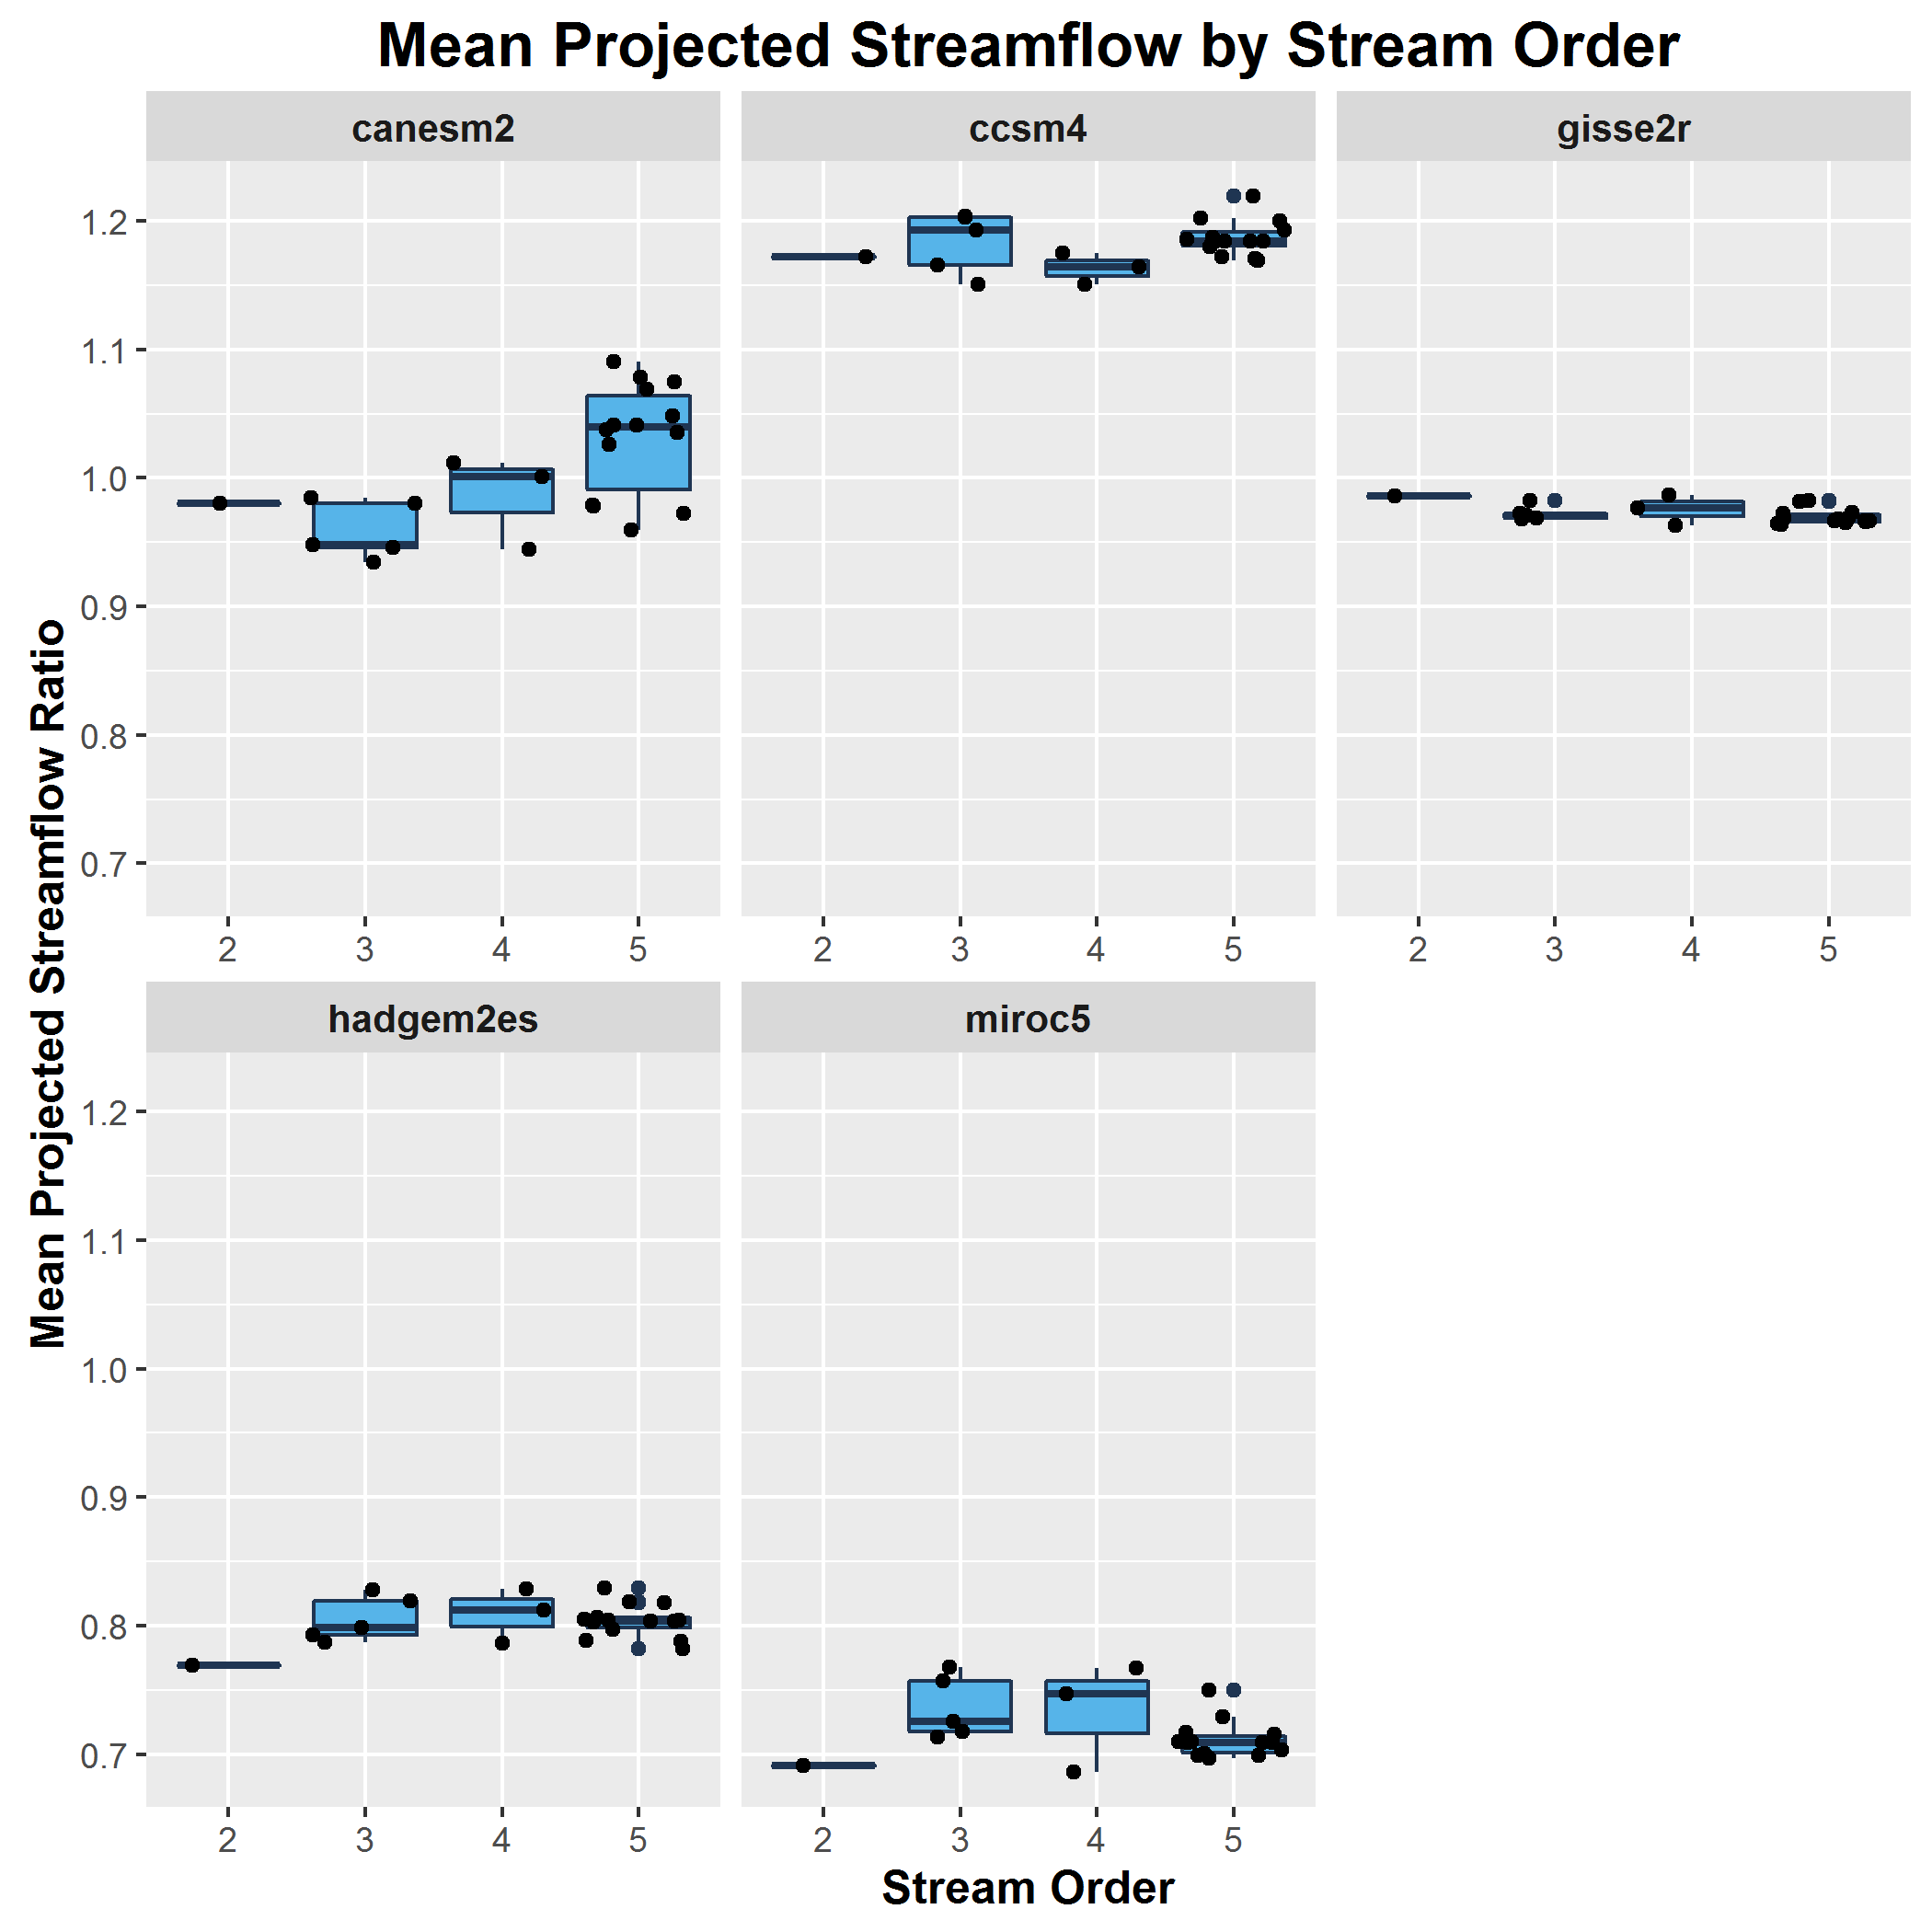 Mean Projected Streamflow by Stream Order
canesm2 ccsm4 gisse2r
1.2
1.1
1.0
0.9
0.8
0.7
2 3 4 5 2 3 4 5 2 3 4 5
Mean Projected Streamflow Ratio
hadgem2es miroc5
1.2
1.1
1.0
0.9
0.8
0.7
2 3 4 5 2 3 4 5
Stream Order